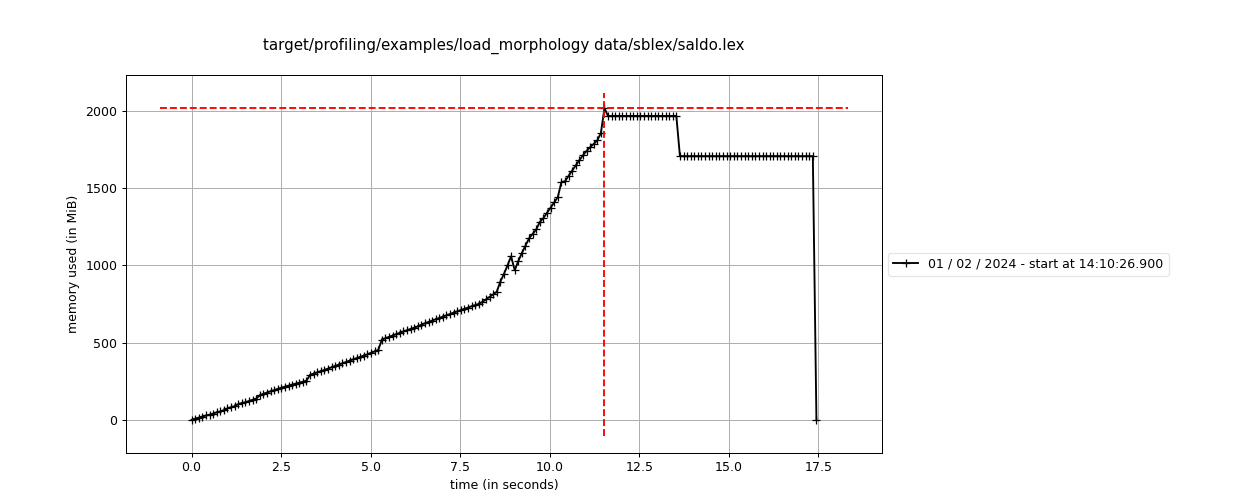 target/profiling/examples/load_morphology data/sblex/saldo.lex
2000
1500
1000
500
0
memory used (in MiB)
0.0 2.5 5.0 7.5 10.0 12.5 15.0 17.5
time (in seconds)
01 / 02 / 2024 - start at 14:10:26.900